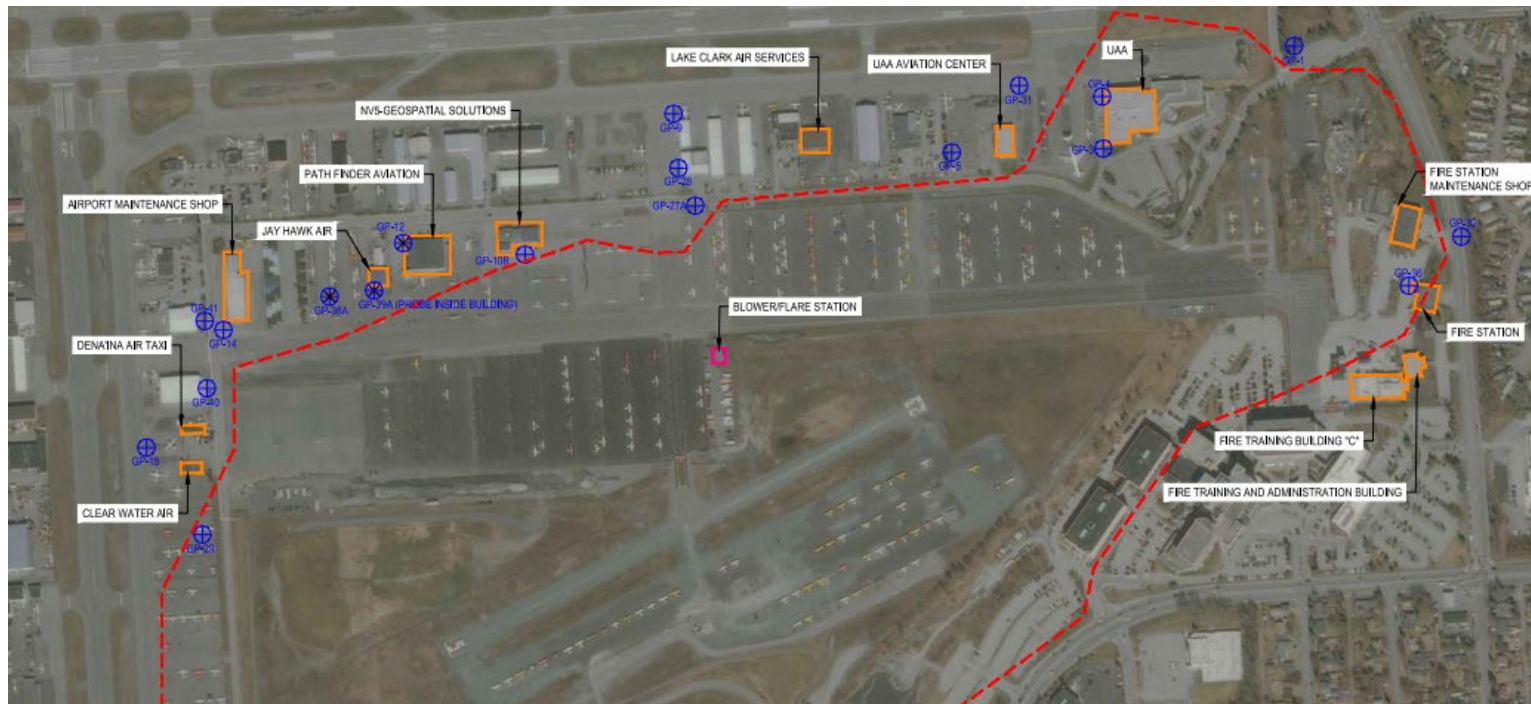 UAA
LAKE CLARK AIR SERVICES
UAA AVIATION CENTER
GP-1
NV5-GEOSPATIAL SOLUTIONS
GP-31
GP-4
GP-9
GP-5
GP-28
PATH FINDER AVIATION
FIRE STATION
MAINTENANCE SHOP
AIRPORT MAINTENANCE SHOP
GP-27A
JAY HAWK AIR
GP-12
GP-32
GP-10B
GP-36
GP-38A
GP-39A (PROBE INSIDE BUILDING)
BLOWER/FLARE STATION
GP-41
GP-14
FIRE STATION
DENA'INA AIR TAXI
GP-40
FIRE TRAINING BUILDING "C"
GP-15
FIRE TRAINING AND ADMINISTRATION BUILDING
CLEAR WATER AIR
GP-29